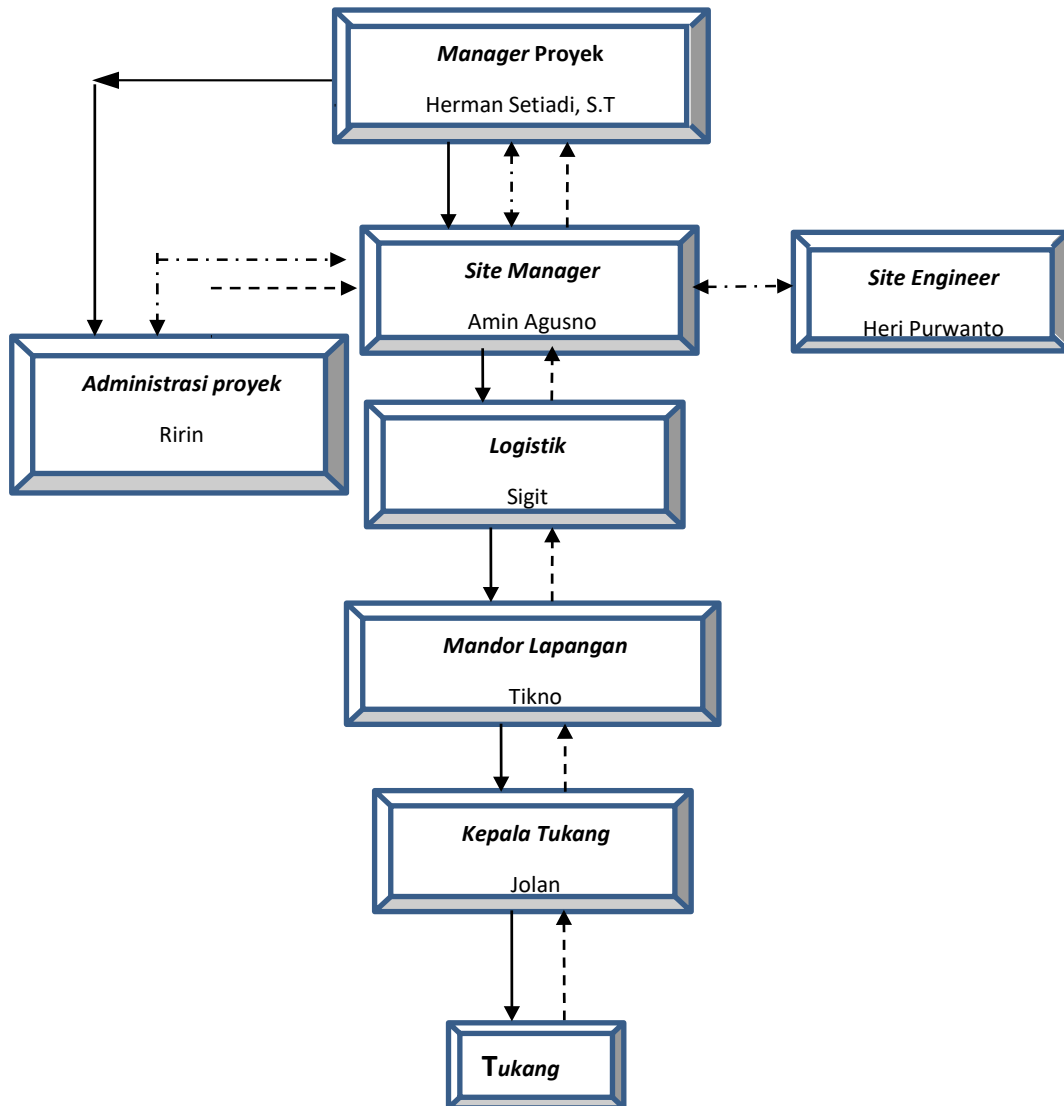 Manager Proyek
Herman Setiadi, S.T
Site Manager
Amin Agusno
Site Engineer
Heri Purwanto
Administrasi proyek
Ririn
Logistik
Sigit
Mandor Lapangan
Tikno
Kepala Tukang
Jolan
Tukang